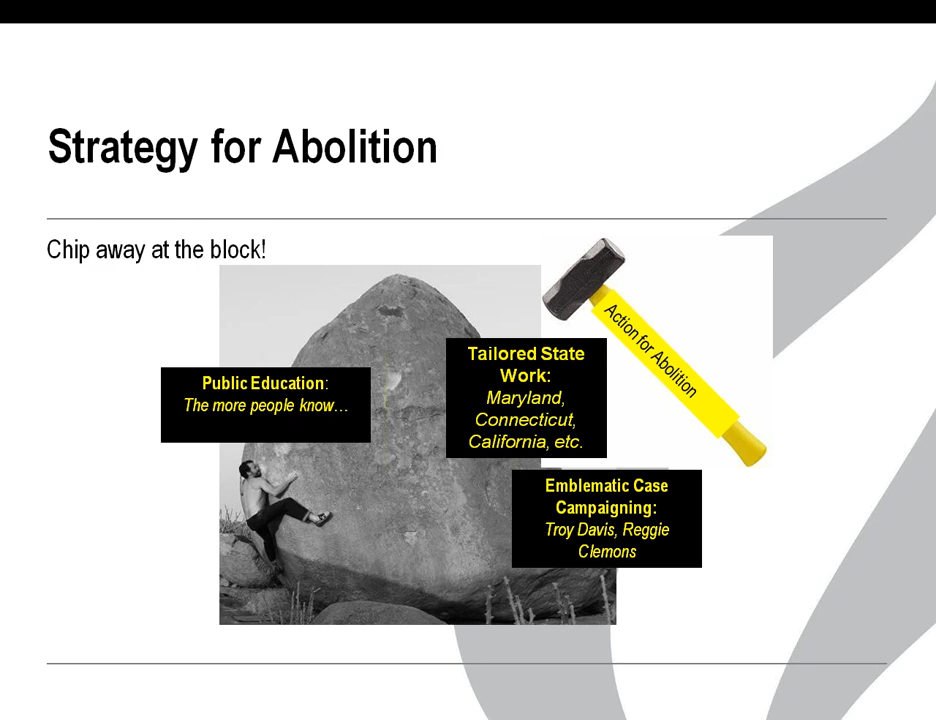 Strategy for Abolition
Chip away at the block!
Action for Abolition
Tailored State
Work:
Maryland,
Connecticut,
California, etc.
Public Education:
The more people know…
Emblematic Case
Campaigning:
Troy Davis, Reggie
Clemons